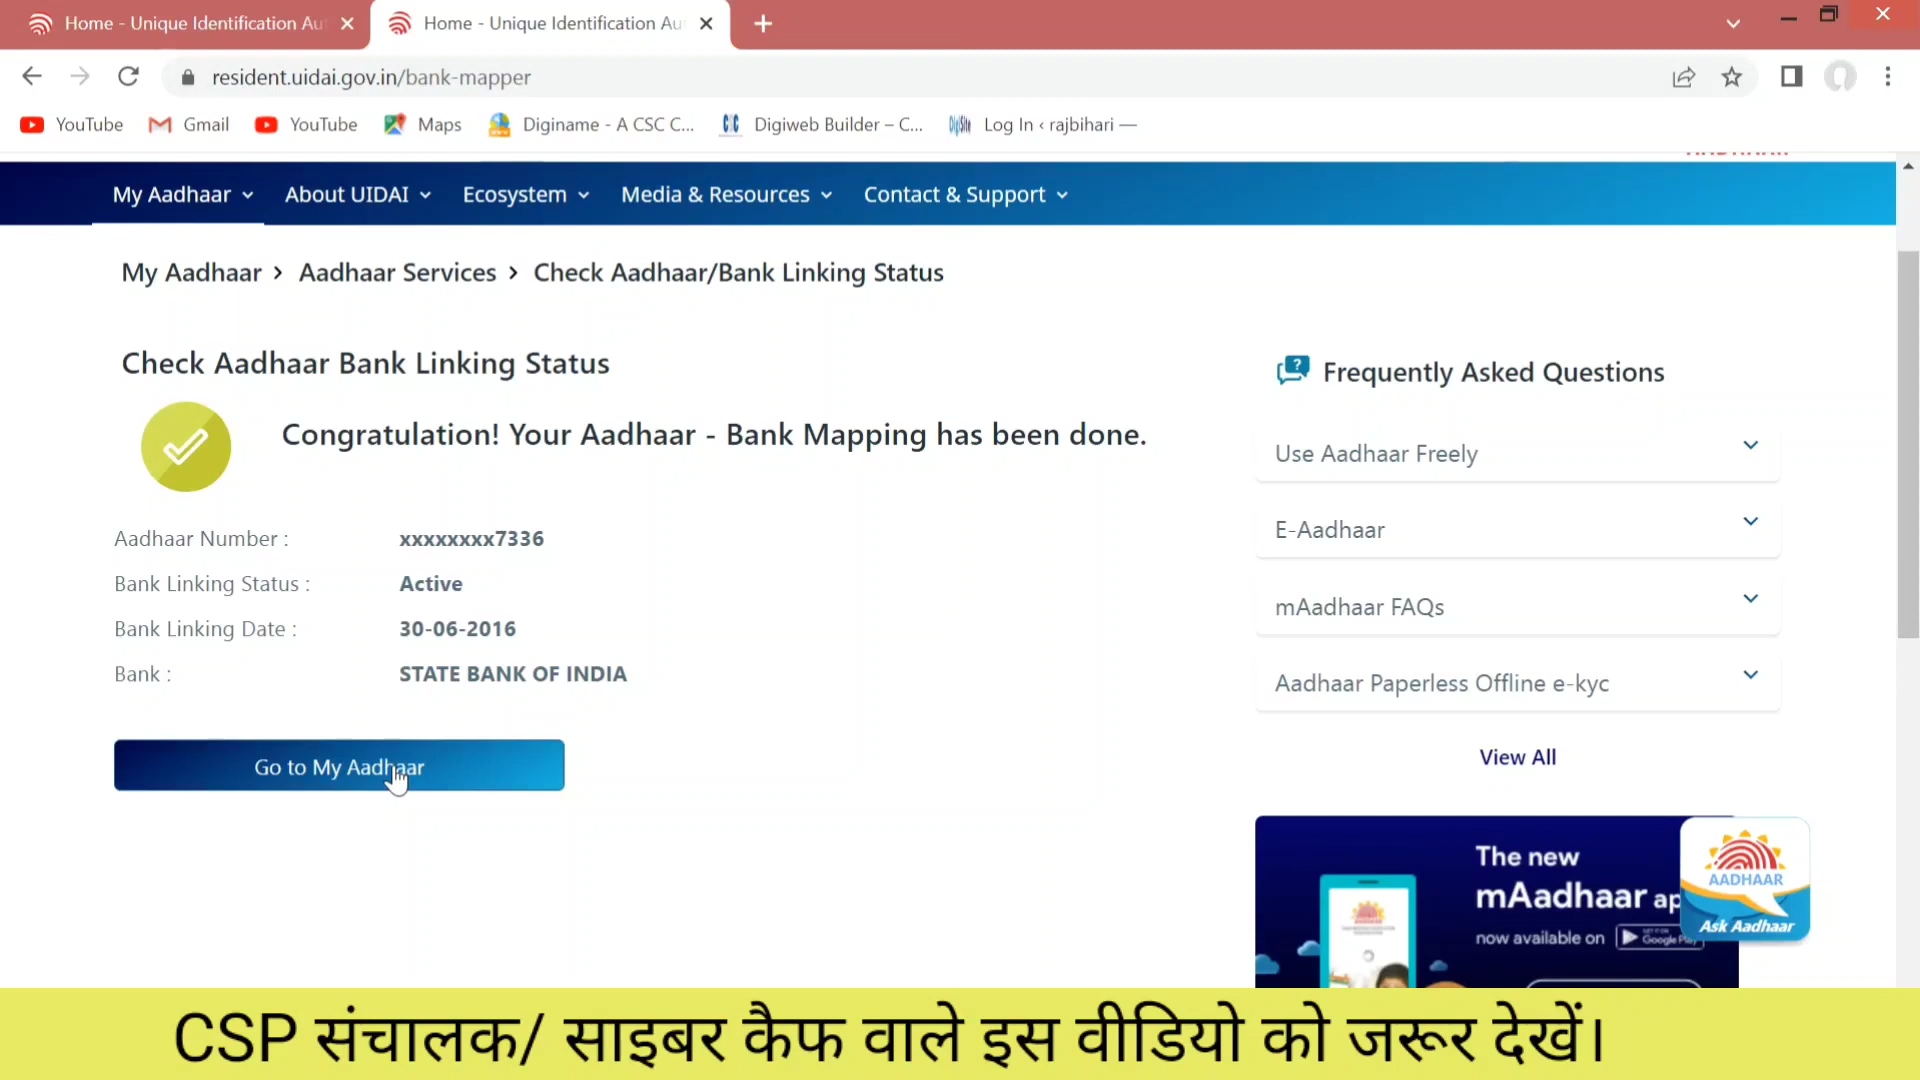 Home - Unique Identification Au
Home - Unique Identification Au
resident.uidai.gov.in/bank-mapper
YouTube
Gmail
YouTube
Maps
Diginame - A CSC C...
Digiweb Builder – C...
Log In ‹ rajbihari —
My Aadhaar
About UIDAI
Ecosystem
Media & Resources
Contact & Support
My Aadhaar > Aadhaar Services > Check Aadhaar/Bank Linking Status
Check Aadhaar Bank Linking Status
Congratulation! Your Aadhaar - Bank Mapping has been done.
Aadhaar Number : xxxxxxxx7336
Bank Linking Status : Active
Bank Linking Date : 30-06-2016
Bank : STATE BANK OF INDIA
Go to My Aadhaar
Frequently Asked Questions
Use Aadhaar Freely
E-Aadhaar
mAadhaar FAQs
Aadhaar Paperless Offline e-kyc
View All
The new
mAadhaar ap
now available on
GET IT ON
Google Play
AADHAAR
Ask Aadhaar
CSP संचालक/ साइबर कैफ वाले इस वीडियो को जरूर देखें।